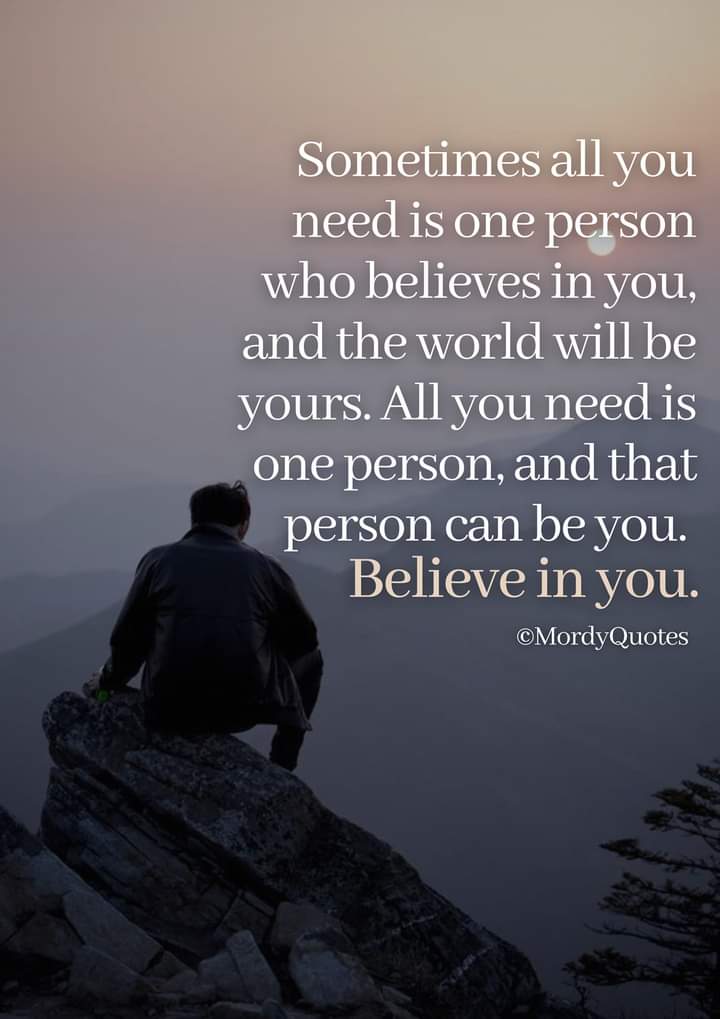 Sometimes all you
need is one person
who believes in you,
and the world will be
yours. All you need is
one person, and that
person can be you.
Believe in you.
©MordyQuotes